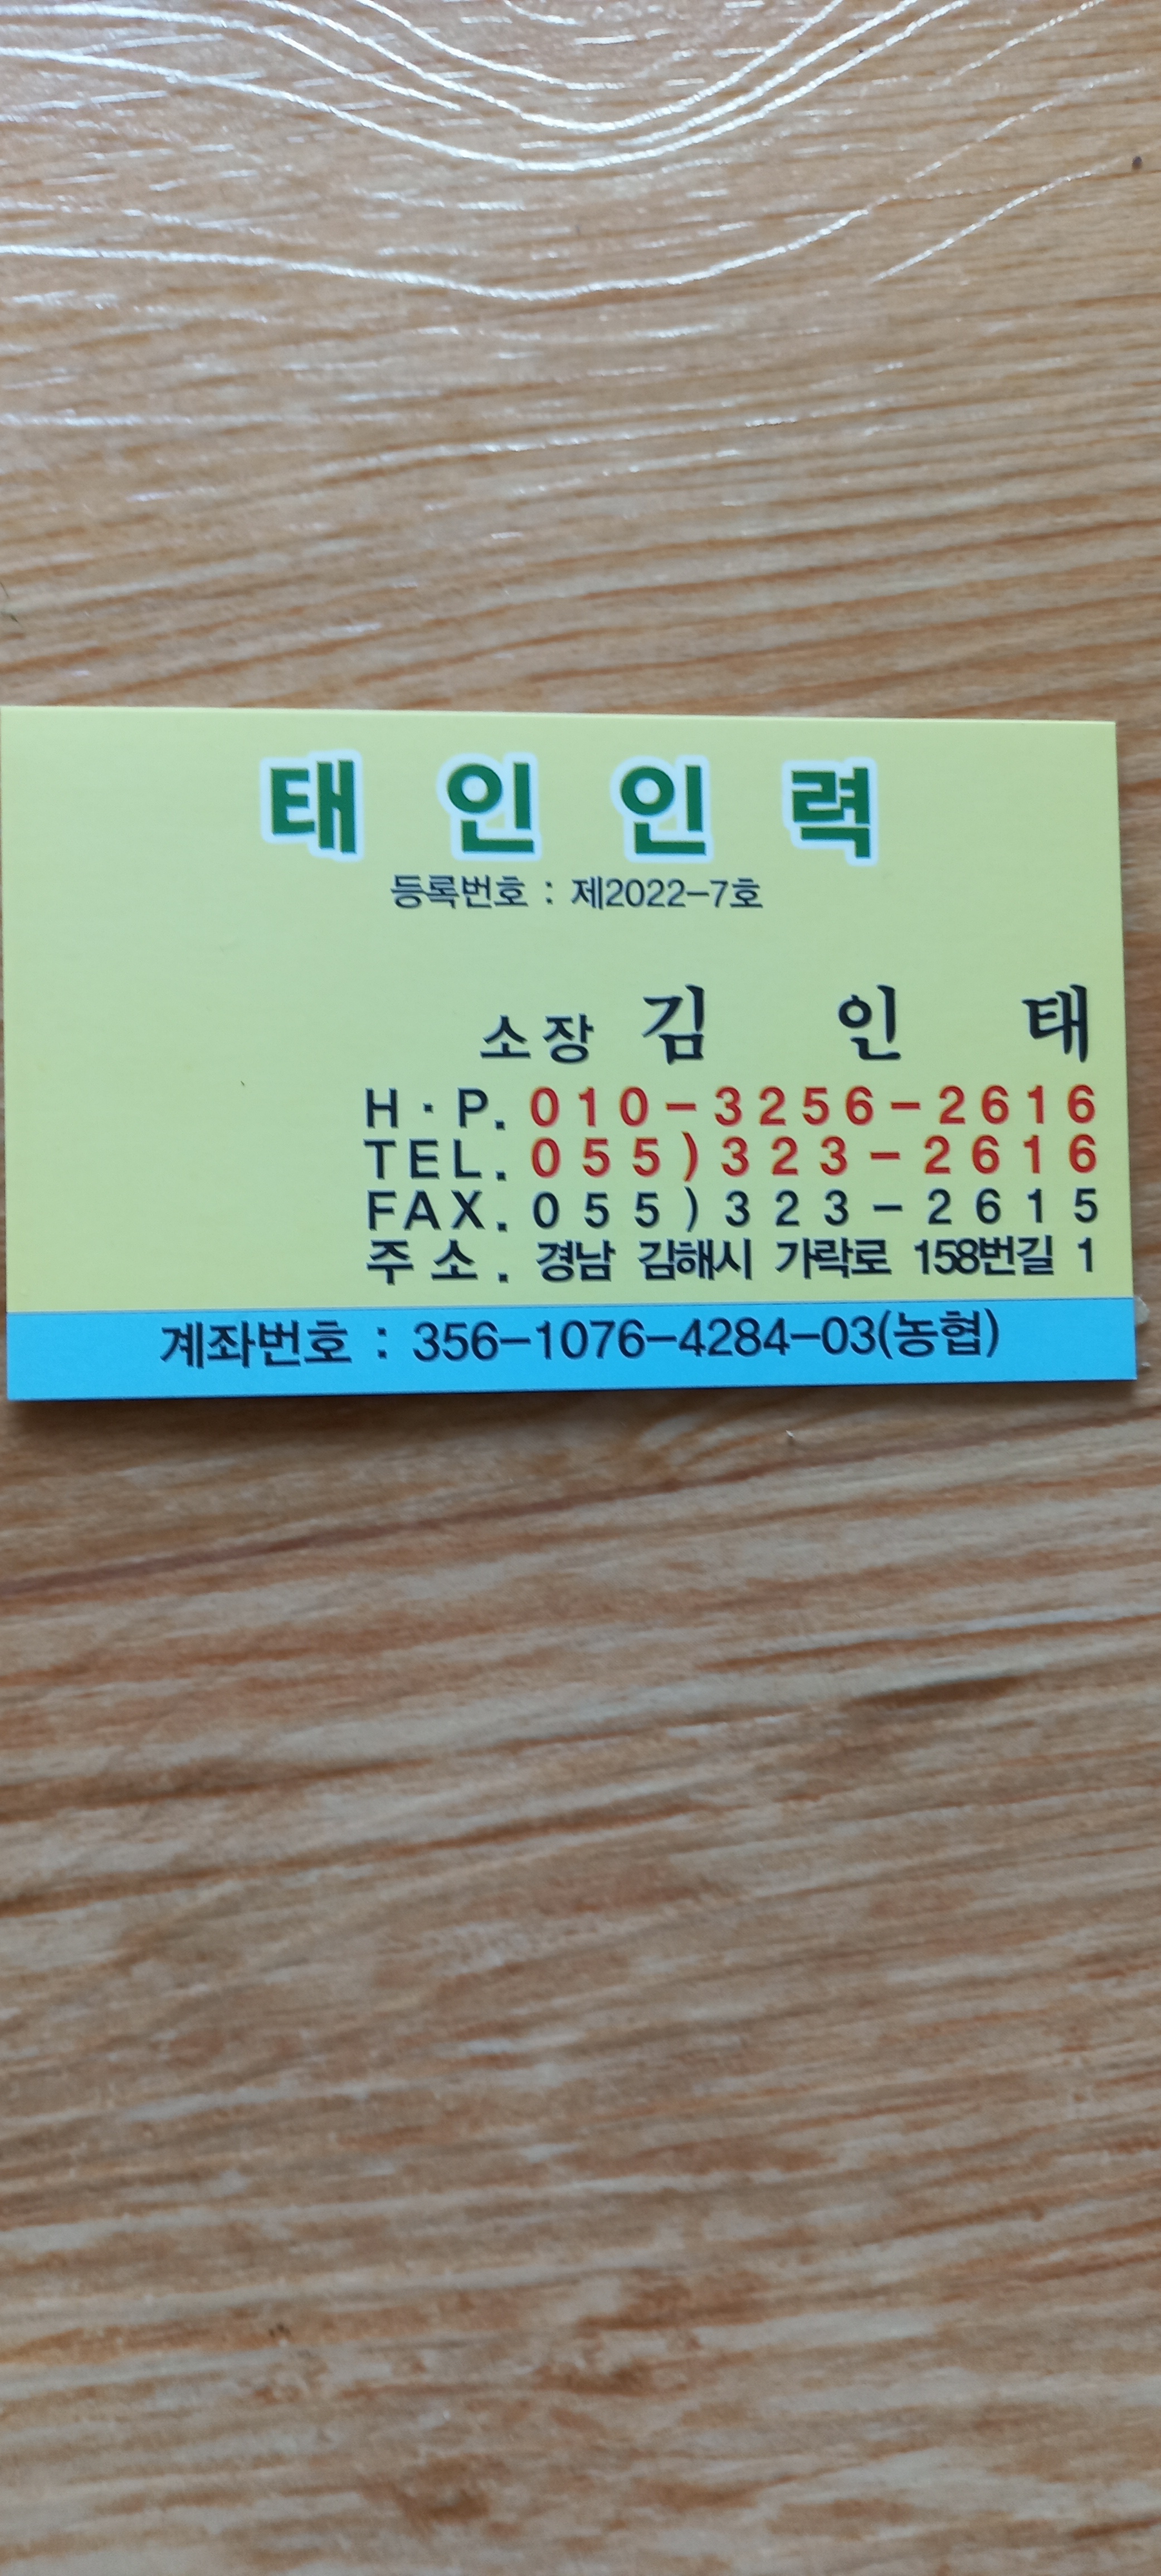 태 인 인 력
등록번호 : 제2022-7호
소장 김 인 태
H·P. 010-3256-2616
TEL. 055)323-2616
FAX. 055)323-2615
주 소. 경남 김해시 가락로 158번길 1
계좌번호 : 356-1076-4284-03(농협)